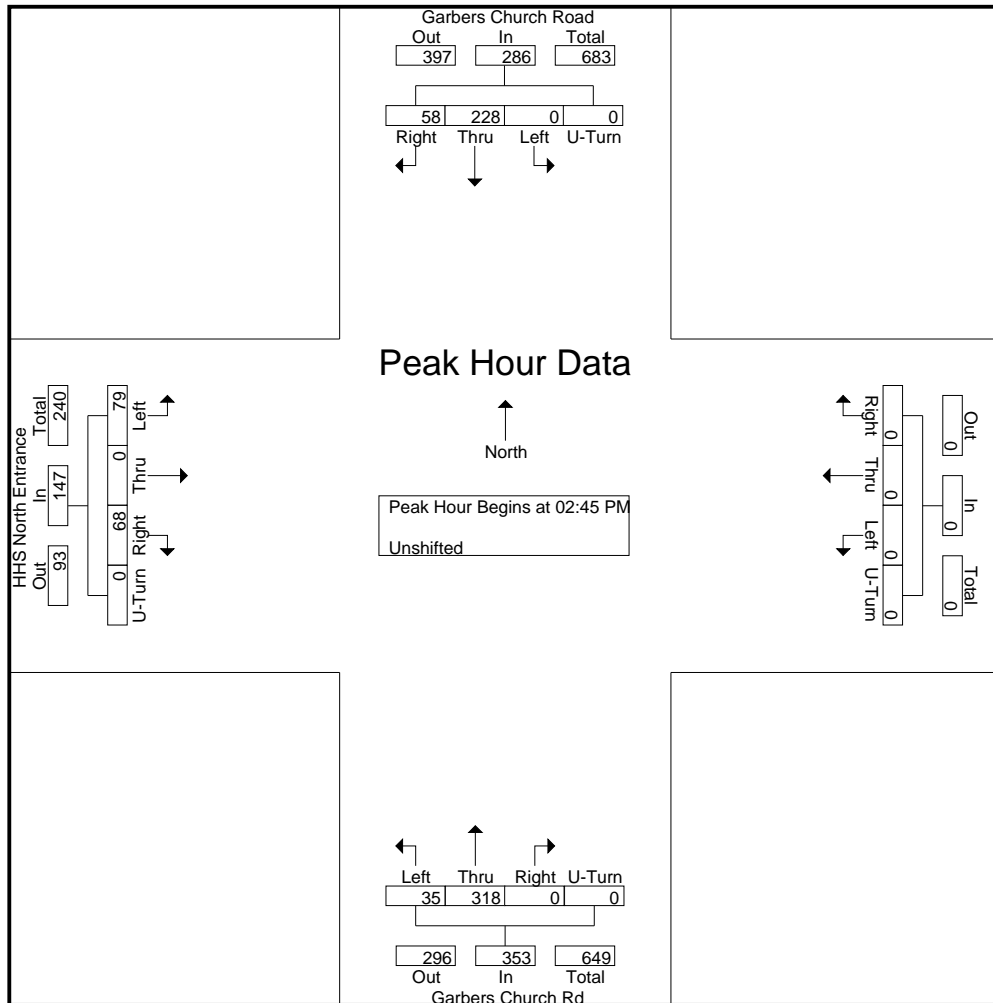 Garbers Church Road
Out In Total
397 286 683
58 228 0 0
Right Thru Left U-Turn
Peak Hour Data
North
Peak Hour Begins at 02:45 PM
Unshifted
HHS North Entrance
Out In Total
93 147 240
0 68 0 79
U-Turn Right Thru Left
Out In Total
0 0 0
0 0 0 0
Right Thru Left U-Turn
Left Thru Right U-Turn
35 318 0 0
296 353 649
Out In Total
Garbers Church Rd